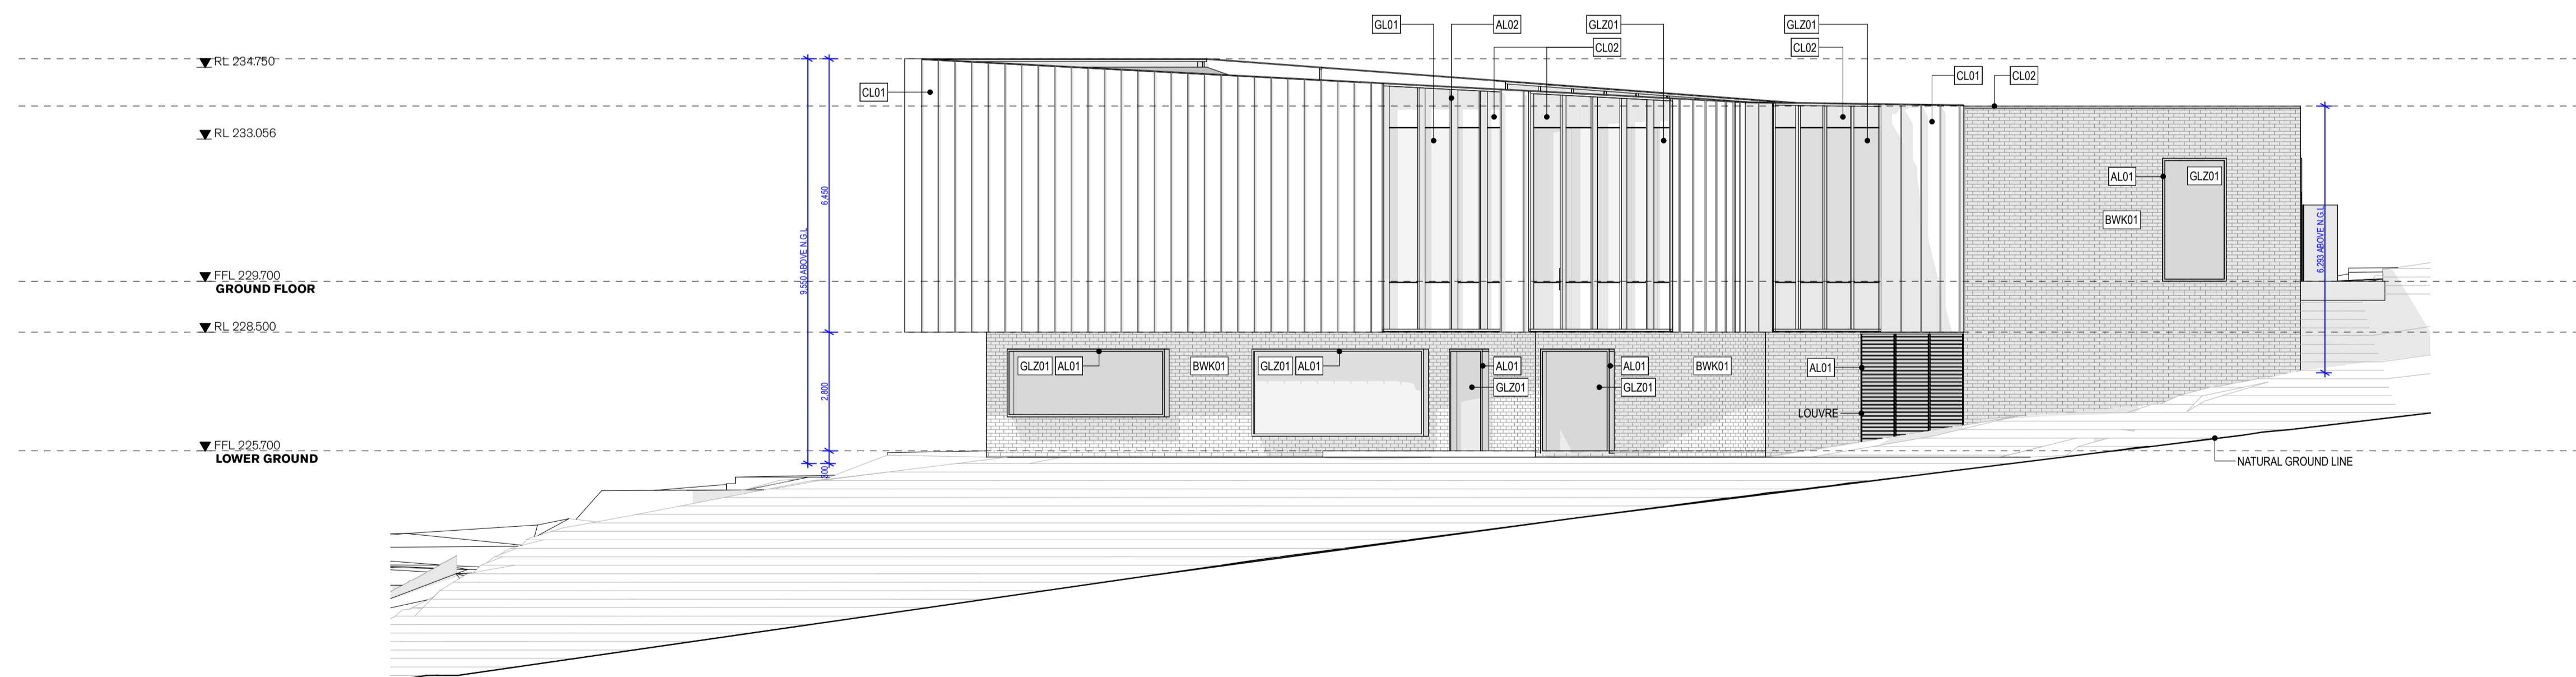 GL01
AL02
GLZ01
GLZ01
CL02
CL02
RL 234.750
CL01
CL02
CL01
RL 233.056
AL01
GLZ01
6,450
BWK01
9.550 ABOVE N.G.L
6.293 ABOVE N.G.L
FFL 229.700
GROUND FLOOR
RL 228.500
GLZ01 AL01
BWK01
GLZ01 AL01
AL01
AL01
BWK01
AL01
GLZ01
GLZ01
2,800
LOUVRE
FFL 225.700
LOWER GROUND
NATURAL GROUND LINE
300